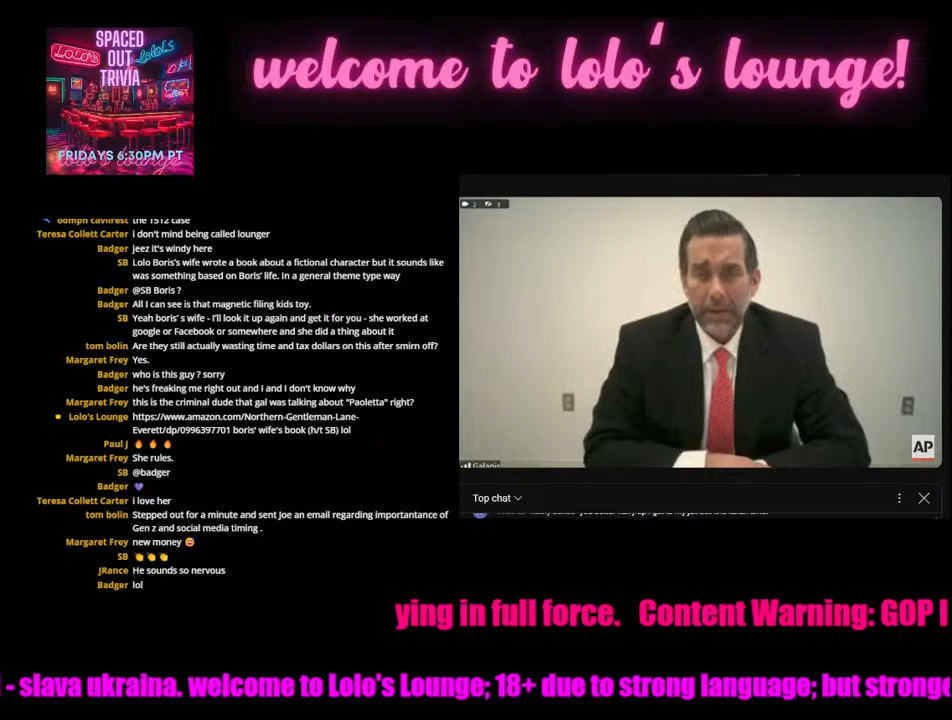 SPACED
OUT
TRIVIA
LOLO'S
FRIDAYS 6:30PM PT
lolo's lounge
welcome to lolo's lounge!
oomph cavilrest the 1512 case
Teresa Collett Carter i don't mind being called lounger
Badger jeez it's windy here
SB Lolo Boris's wife wrote a book about a fictional character but it sounds like
was something based on Boris' life. In a general theme type way
Badger @SB Boris ?
Badger All I can see is that magnetic filing kids toy.
SB Yeah boris' s wife - I'll look it up again and get it for you - she worked at
google or Facebook or somewhere and she did a thing about it
tom bolin Are they still actually wasting time and tax dollars on this after smirn off?
Margaret Frey Yes.
Badger who is this guy ? sorry
Badger he's freaking me right out and I and I don't know why
Margaret Frey this is the criminal dude that gal was talking about "Paoletta" right?
Lolo's Lounge https://www.amazon.com/Northern-Gentleman-Lane-
Everett/dp/0996397701 boris' wife's book (h/t SB) lol
Paul J
Margaret Frey She rules.
SB @badger
Badger
Teresa Collett Carter i love her
tom bolin Stepped out for a minute and sent Joe an email regarding importantance of
Gen z and social media timing .
Margaret Frey new money
SB
JRance He sounds so nervous
Badger lol
2 3
AP
Galanis
Top chat
ying in full force. Content Warning: GOP l
- slava ukraina. welcome to Lolo's Lounge; 18+ due to strong language; but stronge